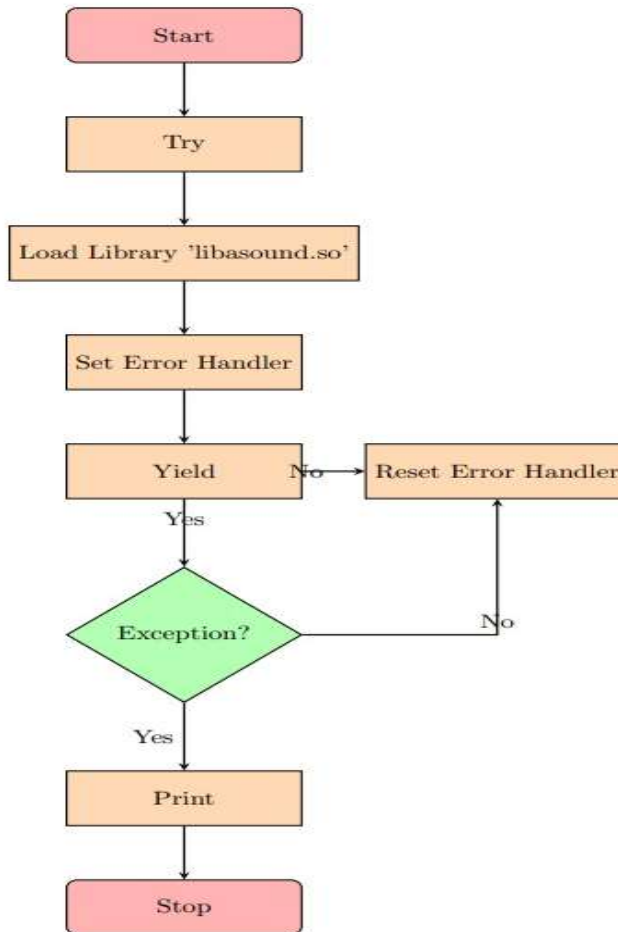 Start
Try
Load Library 'libasound.so'
Set Error Handler
Yield
No
Reset Error Handler
Yes
Exception?
No
Yes
Print
Stop